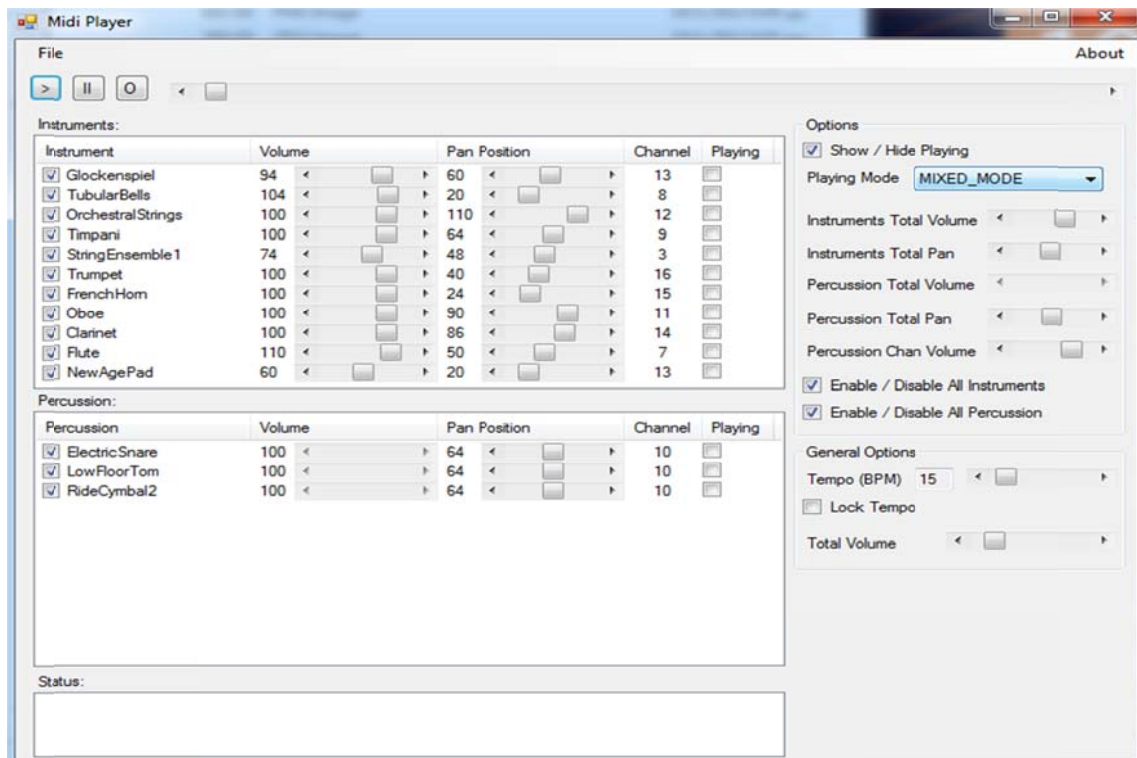 Midi Player
File About
> II O
Instruments:
Instrument Volume Pan Position Channel Playing
Glockenspiel 94 60 13
TubularBells 104 20 8
OrchestralStrings 100 110 12
Timpani 100 64 9
StringEnsemble1 74 48 3
Trumpet 100 40 16
FrenchHorn 100 24 15
Oboe 100 90 11
Clarinet 100 86 14
Flute 110 50 7
NewAgePad 60 20 13
Percussion:
Percussion Volume Pan Position Channel Playing
ElectricSnare 100 64 10
LowFloorTom 100 64 10
RideCymbal2 100 64 10
Status:
Options
Show / Hide Playing
Playing Mode MIXED_MODE
Instruments Total Volume
Instruments Total Pan
Percussion Total Volume
Percussion Total Pan
Percussion Chan Volume
Enable / Disable All Instruments
Enable / Disable All Percussion
General Options
Tempo (BPM) 15
Lock Tempo
Total Volume